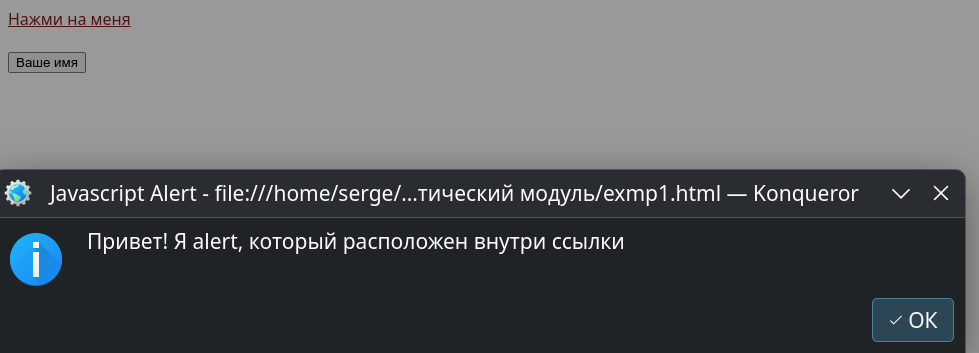 Нажми на меня
Ваше имя
Javascript Alert - file:///home/serge/...тический модуль/exmp1.html — Konqueror
Привет! Я alert, который расположен внутри ссылки
ОК